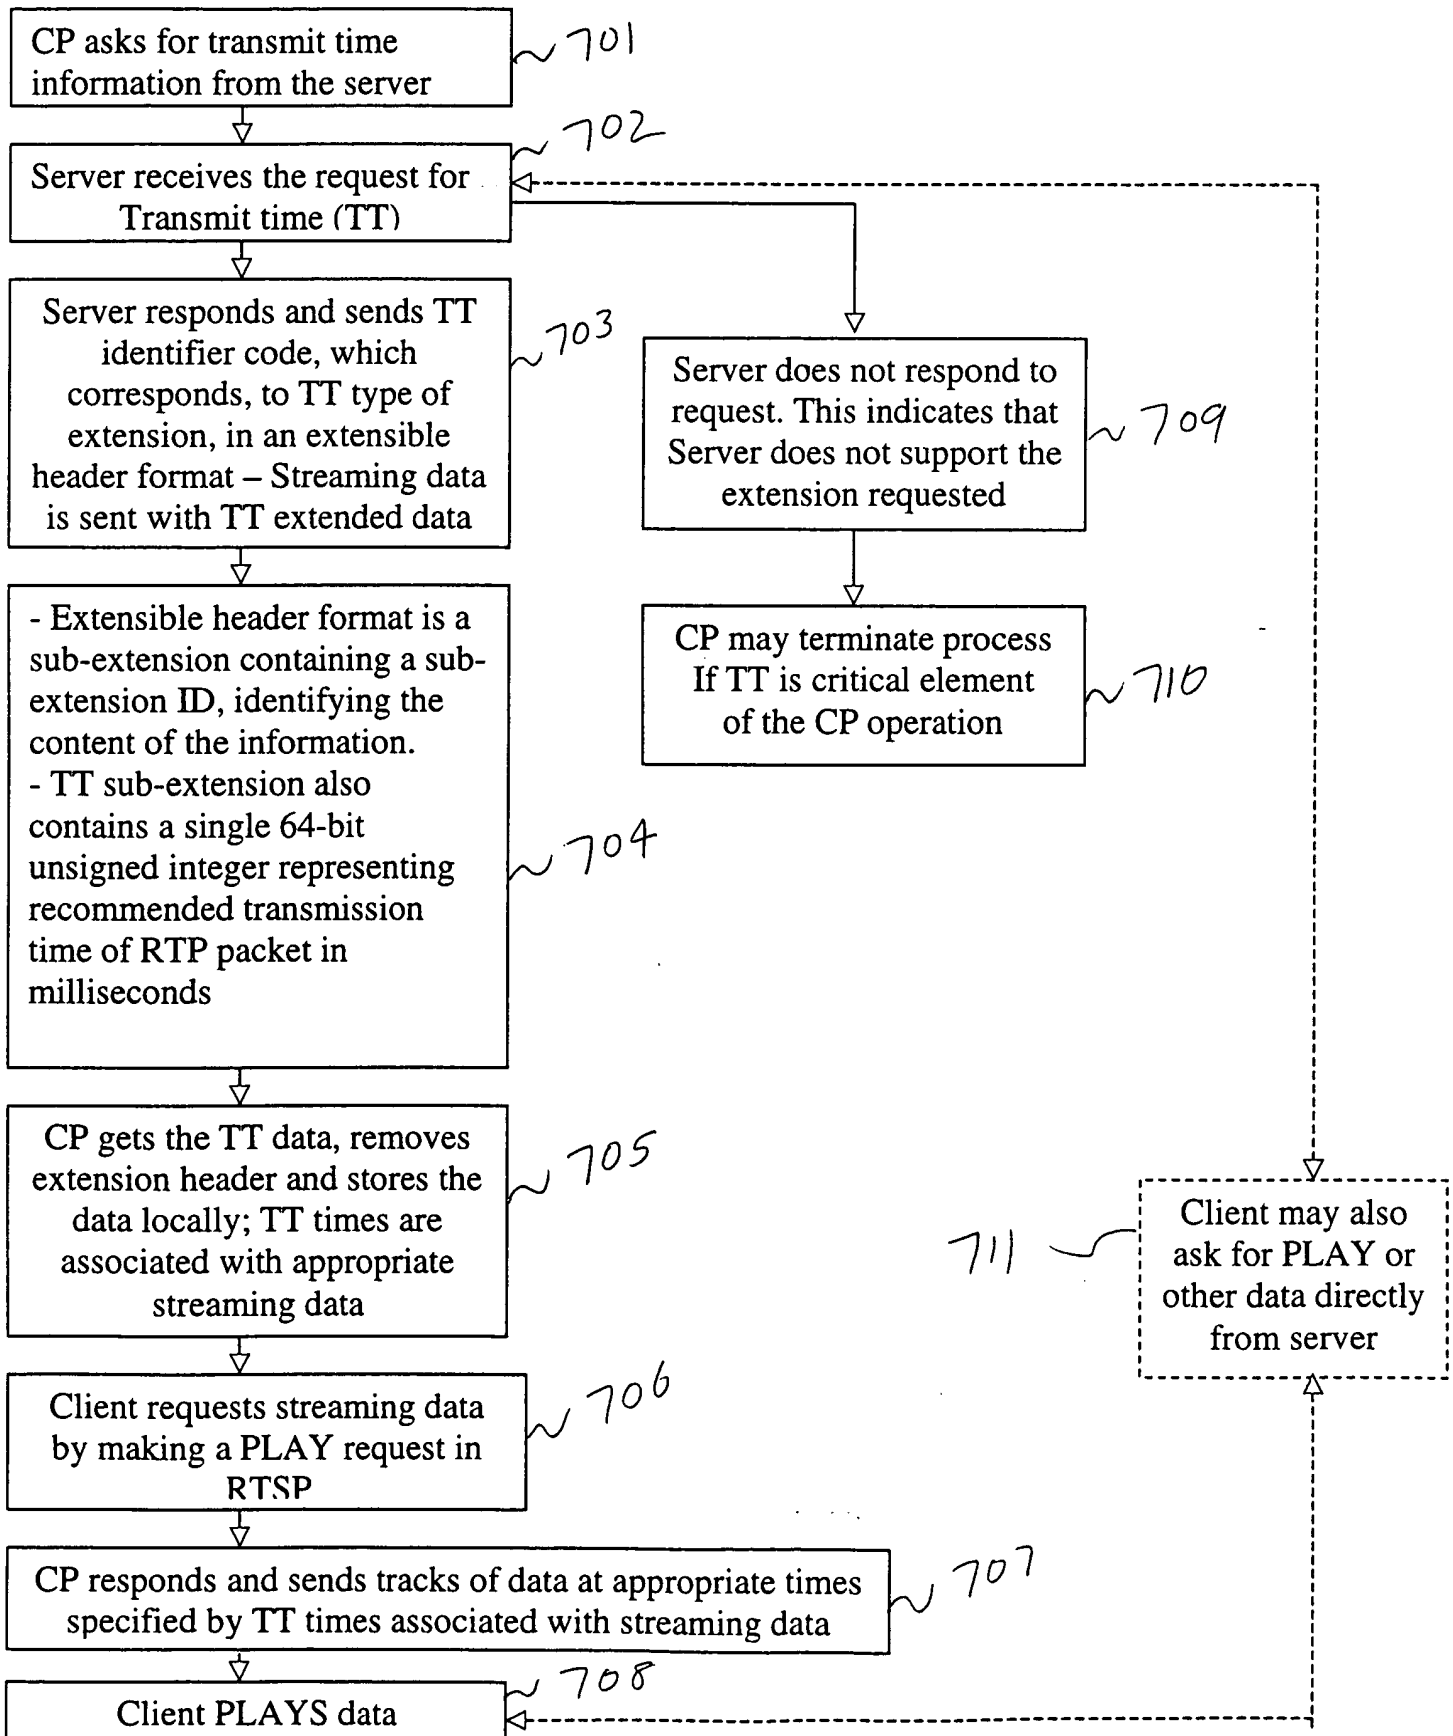 CP asks for transmit time
information from the server
701
Server receives the request for
Transmit time (TT)
702
Server responds and sends TT
identifier code, which
corresponds, to TT type of
extension, in an extensible
header format – Streaming data
is sent with TT extended data
703
Server does not respond to
request. This indicates that
Server does not support the
extension requested
709
- Extensible header format is a
sub-extension containing a sub-
extension ID, identifying the
content of the information.
- TT sub-extension also
contains a single 64-bit
unsigned integer representing
recommended transmission
time of RTP packet in
milliseconds
704
CP may terminate process
If TT is critical element
of the CP operation
710
CP gets the TT data, removes
extension header and stores the
data locally; TT times are
associated with appropriate
streaming data
705
Client may also
ask for PLAY or
other data directly
from server
711
Client requests streaming data
by making a PLAY request in
RTSP
706
CP responds and sends tracks of data at appropriate times
specified by TT times associated with streaming data
707
Client PLAYS data
708